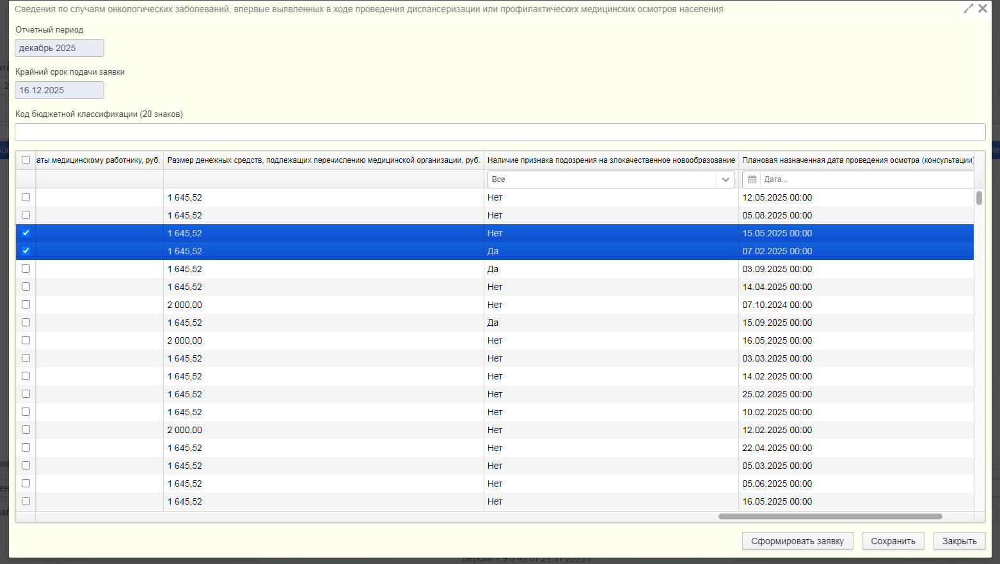 Сведения по случаям онкологических заболеваний, впервые выявленных в ходе проведения диспансеризации или профилактических медицинских осмотров населения
Отчетный период
декабрь 2025
Крайний срок подачи заявки
16.12.2025
Код бюджетной классификации (20 знаков)
аты медицинскому работнику, руб. Размер денежных средств, подлежащих перечислению медицинской организации, руб. Наличие признака подозрения на злокачественное новообразование Плановая назначенная дата проведения осмотра (консультации)
Все Дата...
1 645,52 Нет 12.05.2025 00:00
1 645,52 Нет 05.08.2025 00:00
1 645,52 Нет 15.05.2025 00:00
1 645,52 Да 07.02.2025 00:00
1 645,52 Да 03.09.2025 00:00
1 645,52 Нет 14.04.2025 00:00
2 000,00 Нет 07.10.2024 00:00
1 645,52 Да 15.09.2025 00:00
2 000,00 Нет 16.05.2025 00:00
1 645,52 Нет 03.03.2025 00:00
1 645,52 Нет 14.02.2025 00:00
1 645,52 Нет 25.02.2025 00:00
1 645,52 Нет 10.02.2025 00:00
2 000,00 Нет 12.02.2025 00:00
1 645,52 Нет 22.04.2025 00:00
1 645,52 Нет 05.03.2025 00:00
1 645,52 Нет 05.06.2025 00:00
1 645,52 Нет 16.05.2025 00:00
Сформировать заявку Сохранить Закрыть
Версия 1.9.3.42 от 21.11.2025 г.